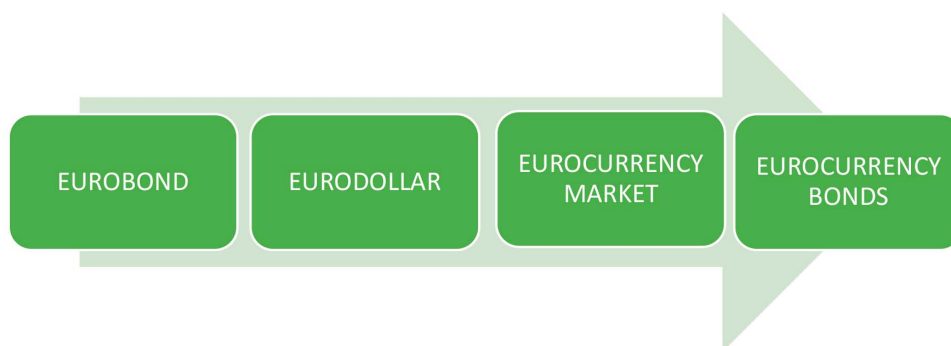 EUROBOND
EURODOLLAR
EUROCURRENCY
MARKET
EUROCURRENCY
BONDS